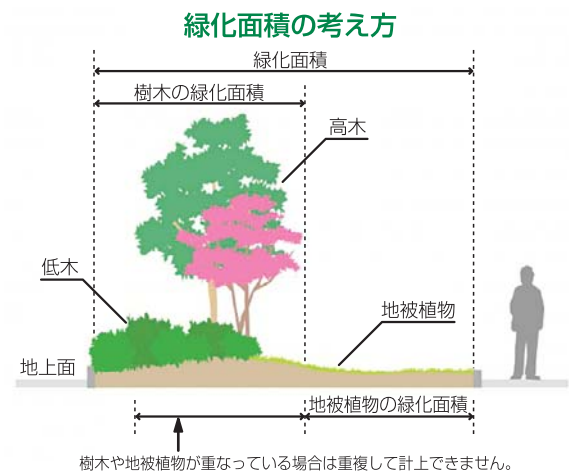 緑化面積の考え方
緑化面積
樹木の緑化面積
高木
低木
地被植物
地上面
地被植物の緑化面積
樹木や地被植物が重なっている場合は重複して計上できません。